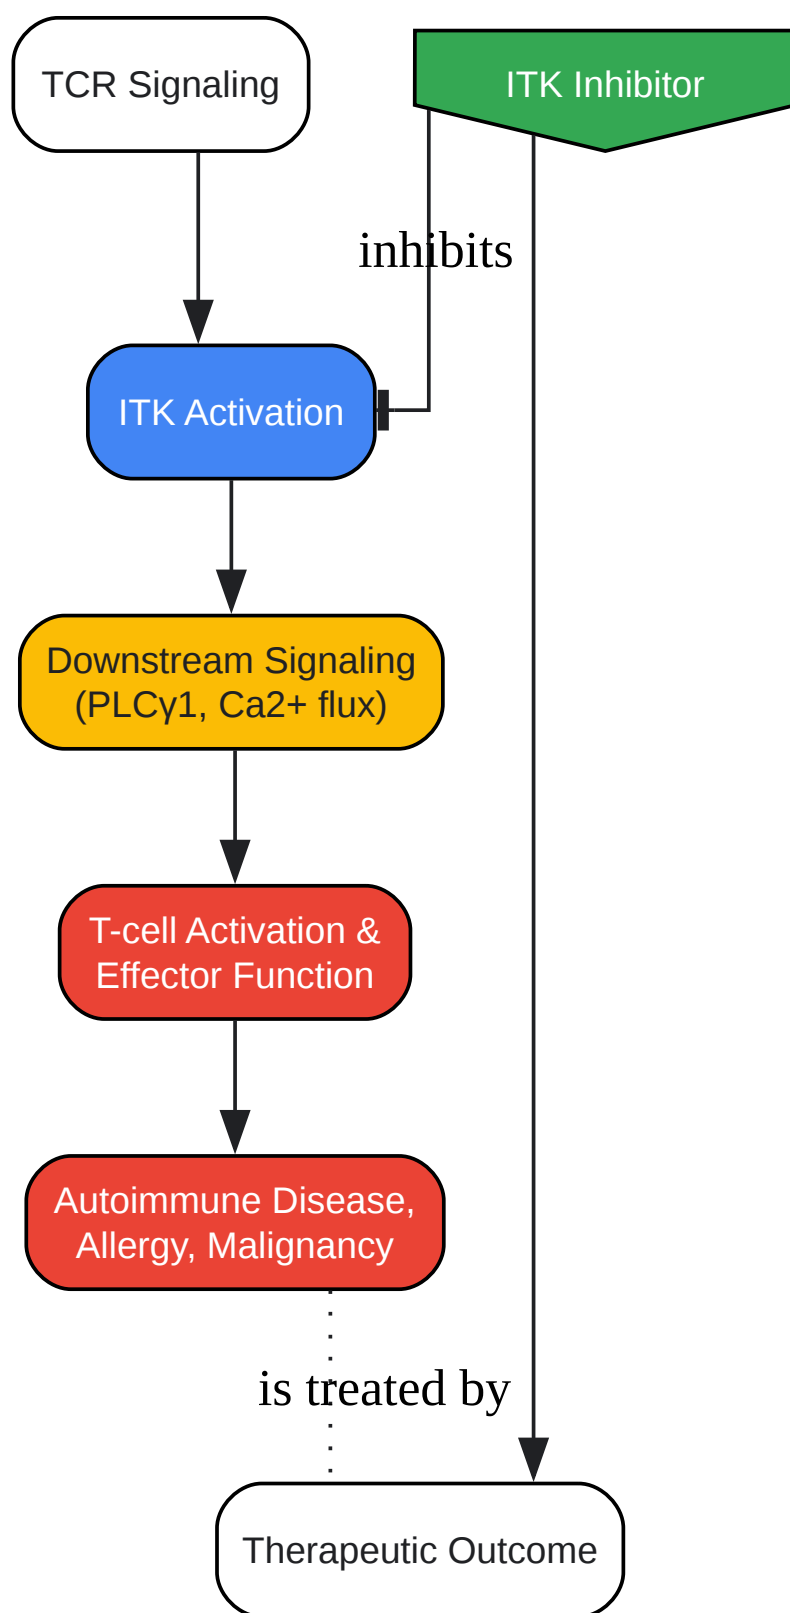 TCR Signaling
ITK Inhibitor
inhibits
ITK Activation
Downstream Signaling
(PLCγ1, Ca2+ flux)
T-cell Activation &
Effector Function
Autoimmune Disease,
Allergy, Malignancy
is treated by
Therapeutic Outcome